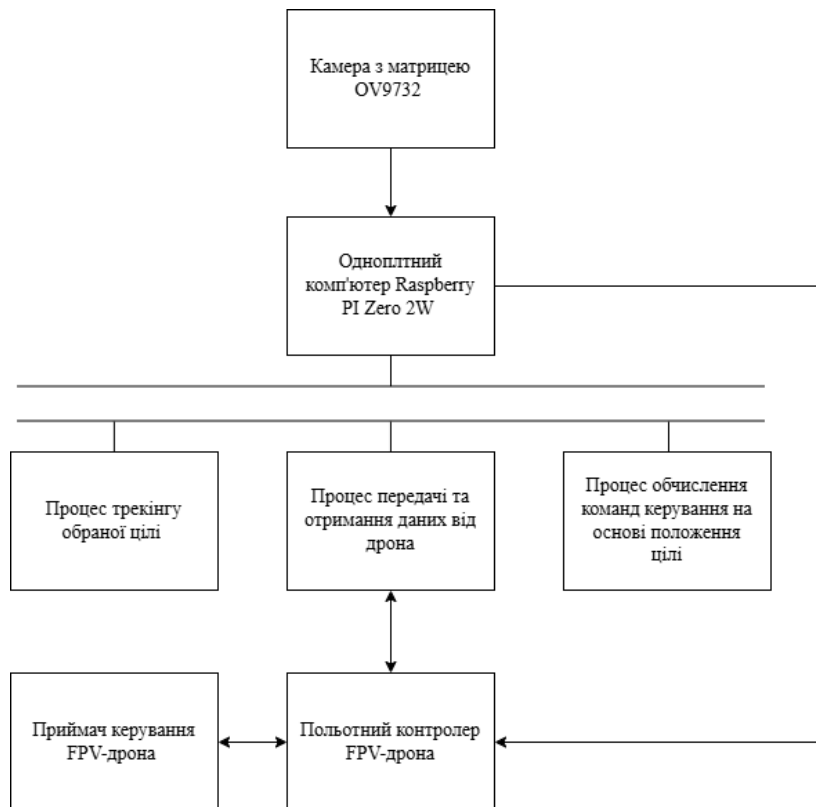 Камера з матрицею
OV9732
Одноплтний
комп'ютер Raspberry
PI Zero 2W
Процес трекінгу
обраної цілі
Процес передачі та
отримання даних від
дрона
Процес обчислення
команд керування на
основі положення
цілі
Приймач керування
FPV-дрона
Польотний контролер
FPV-дрона